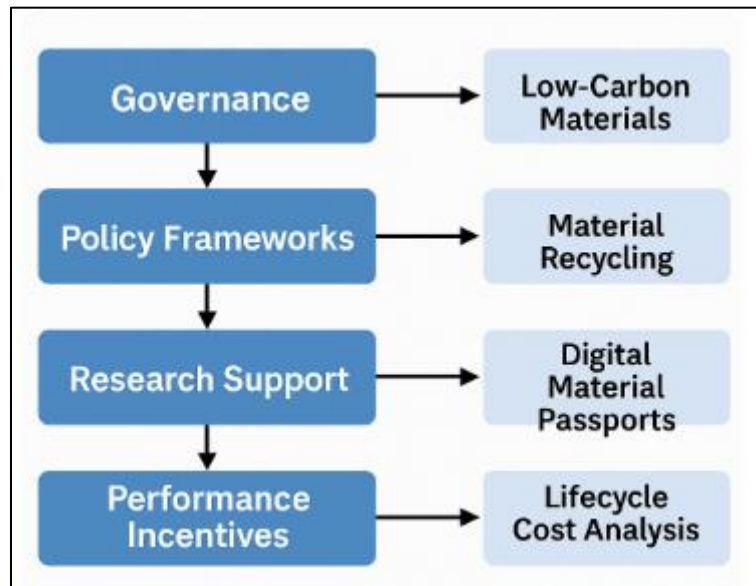 Governance
Low-Carbon
Materials
Policy Frameworks
Material
Recycling
Research Support
Digital
Material
Passports
Performance
Incentives
Lifecycle
Cost Analysis